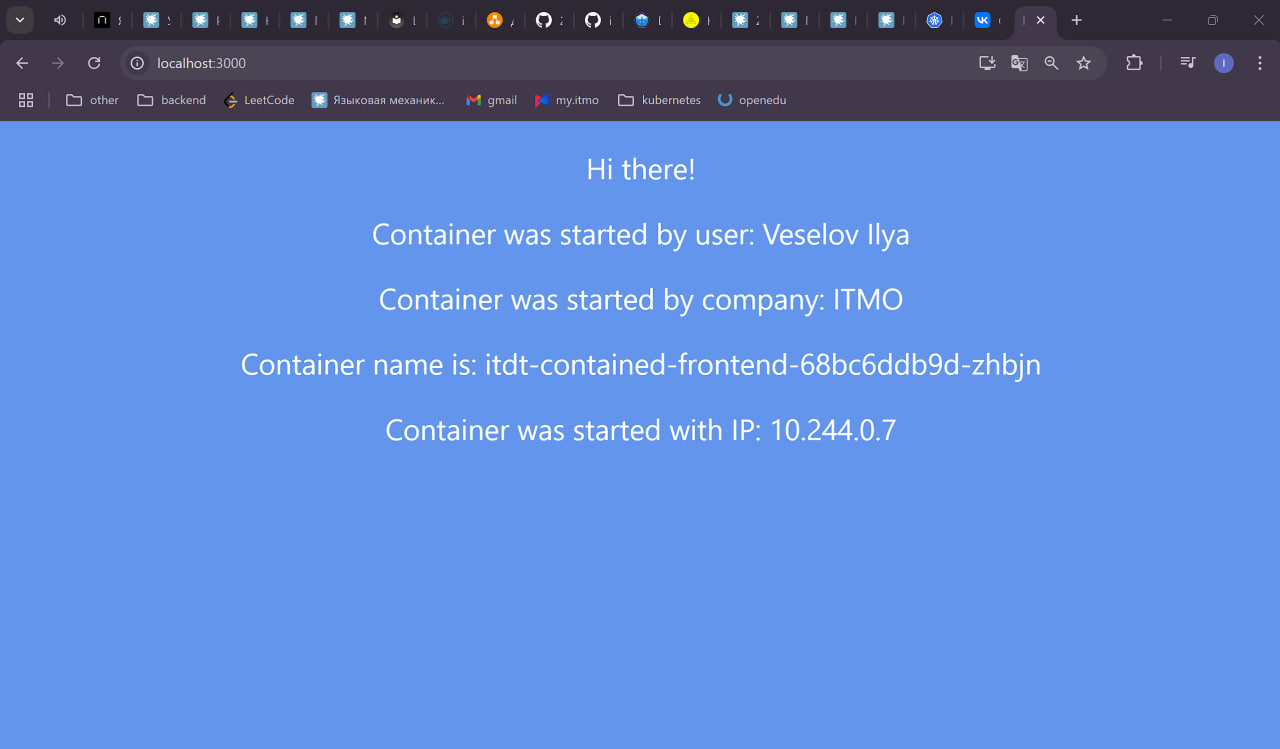 localhost:3000
other backend LeetCode Языковая механик... gmail my.itmo kubernetes openedu
Hi there!
Container was started by user: Veselov Ilya
Container was started by company: ITMO
Container name is: itdt-contained-frontend-68bc6ddb9d-zhbjn
Container was started with IP: 10.244.0.7